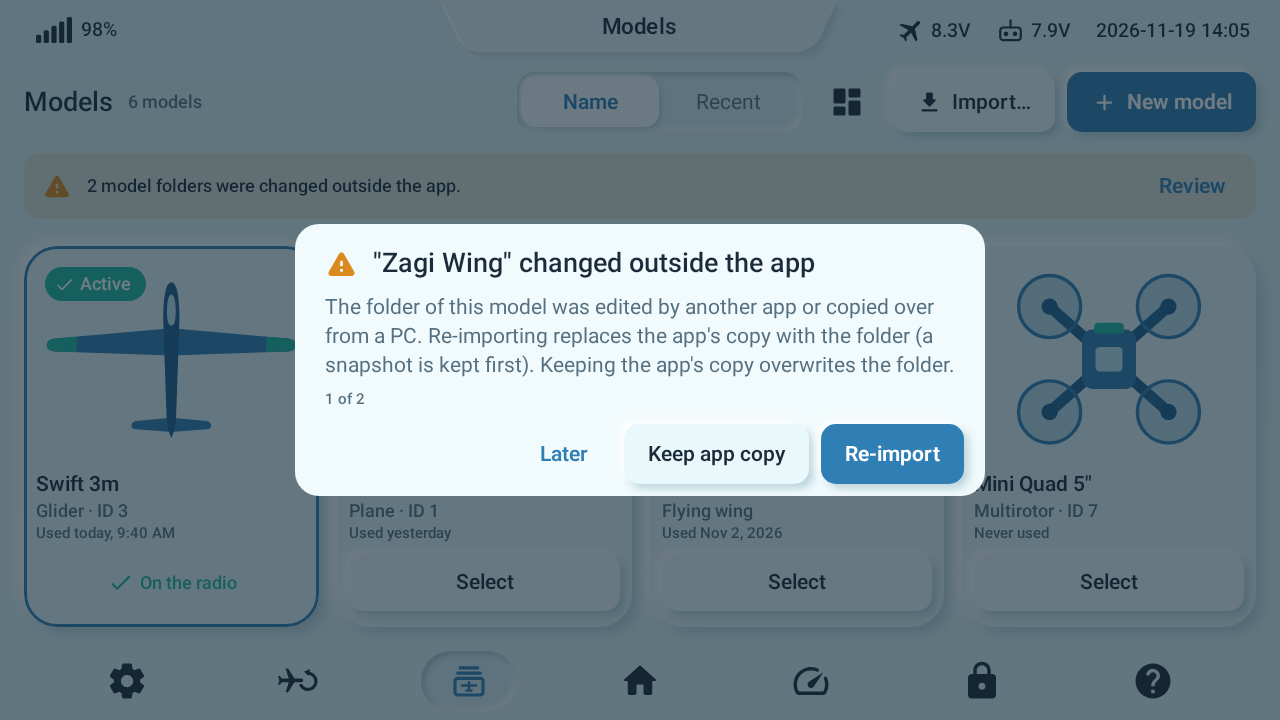 98%
Models
8.3V
7.9V
2026-11-19 14:05
Models
6 models
Name
Recent
Import...
New model
2 model folders were changed outside the app.
Review
"Zagi Wing" changed outside the app
The folder of this model was edited by another app or copied over
from a PC. Re-importing replaces the app's copy with the folder (a
snapshot is kept first). Keeping the app's copy overwrites the folder.
1 of 2
Later
Keep app copy
Re-import
Active
Swift 3m
Glider · ID 3
Used today, 9:40 AM
On the radio
Plane · ID 1
Used yesterday
Select
Flying wing
Used Nov 2, 2026
Select
Mini Quad 5"
Multirotor · ID 7
Never used
Select